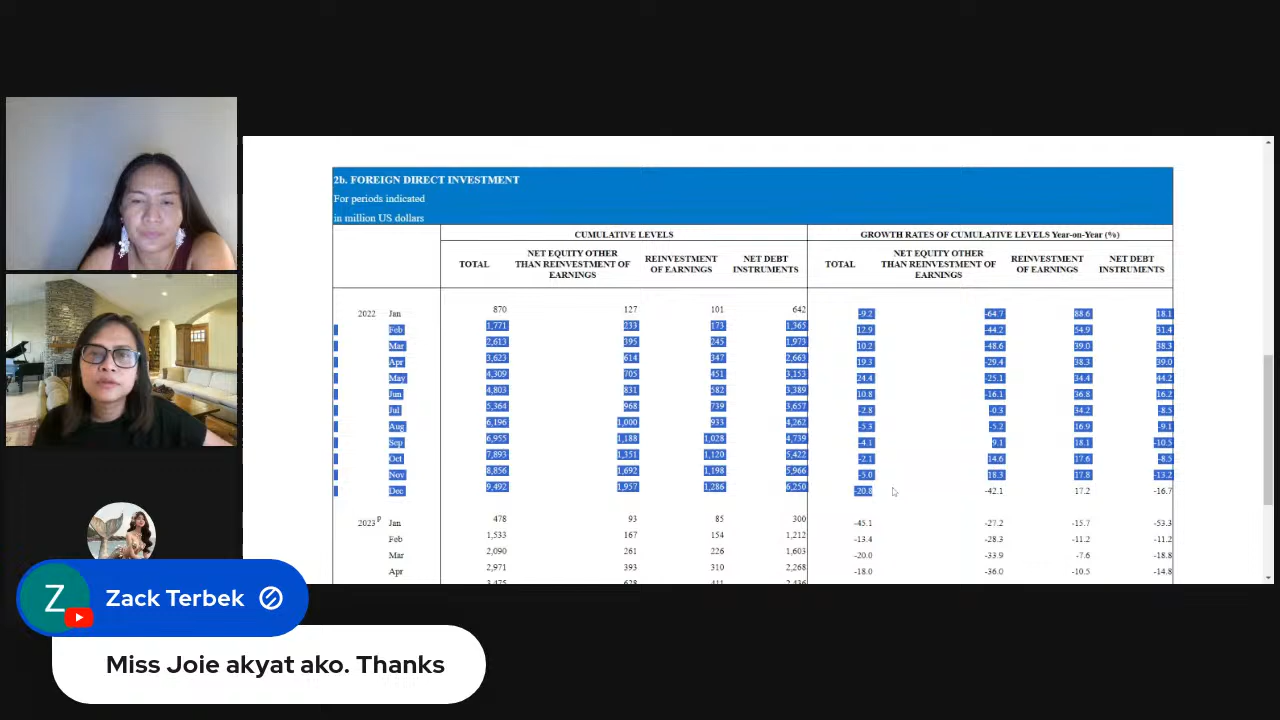 2b. FOREIGN DIRECT INVESTMENT
For periods indicated
in million US dollars
CUMULATIVE LEVELS GROWTH RATES OF CUMULATIVE LEVELS Year-on-Year (%)
TOTAL NET EQUITY OTHER THAN REINVESTMENT OF EARNINGS REINVESTMENT OF EARNINGS NET DEBT INSTRUMENTS TOTAL NET EQUITY OTHER THAN REINVESTMENT OF EARNINGS REINVESTMENT OF EARNINGS NET DEBT INSTRUMENTS
2022 Jan 870 127 101 642 -9.2 -64.7 88.6 18.1
Feb 1,771 233 173 1,365 12.9 -44.2 54.9 31.4
Mar 2,613 395 245 1,973 10.2 -48.6 39.0 38.3
Apr 3,623 614 347 2,663 19.3 -29.4 38.3 39.0
May 4,309 705 451 3,153 24.4 -25.1 34.4 44.2
Jun 4,803 831 582 3,389 10.8 -16.1 36.8 16.2
Jul 5,364 968 739 3,657 -2.8 -0.3 34.2 -8.5
Aug 6,196 1,000 933 4,262 -5.3 -5.2 16.9 -9.1
Sep 6,955 1,188 1,028 4,739 -4.1 9.1 18.1 -10.5
Oct 7,893 1,351 1,120 5,422 -2.1 14.6 17.6 -8.5
Nov 8,856 1,692 1,198 5,966 -5.0 18.3 17.8 -13.2
Dec 9,492 1,957 1,286 6,250 -20.8 -42.1 17.2 -16.7
2023 p Jan 478 93 85 300 -45.1 -27.2 -15.7 -53.3
Feb 1,533 167 154 1,212 -13.4 -28.3 -11.2 -11.2
Mar 2,090 261 226 1,603 -20.0 -33.9 -7.6 -18.8
Apr 2,971 393 310 2,268 -18.0 -36.0 -10.5 -14.8
Z
Zack Terbek
Miss Joie akyat ako. Thanks